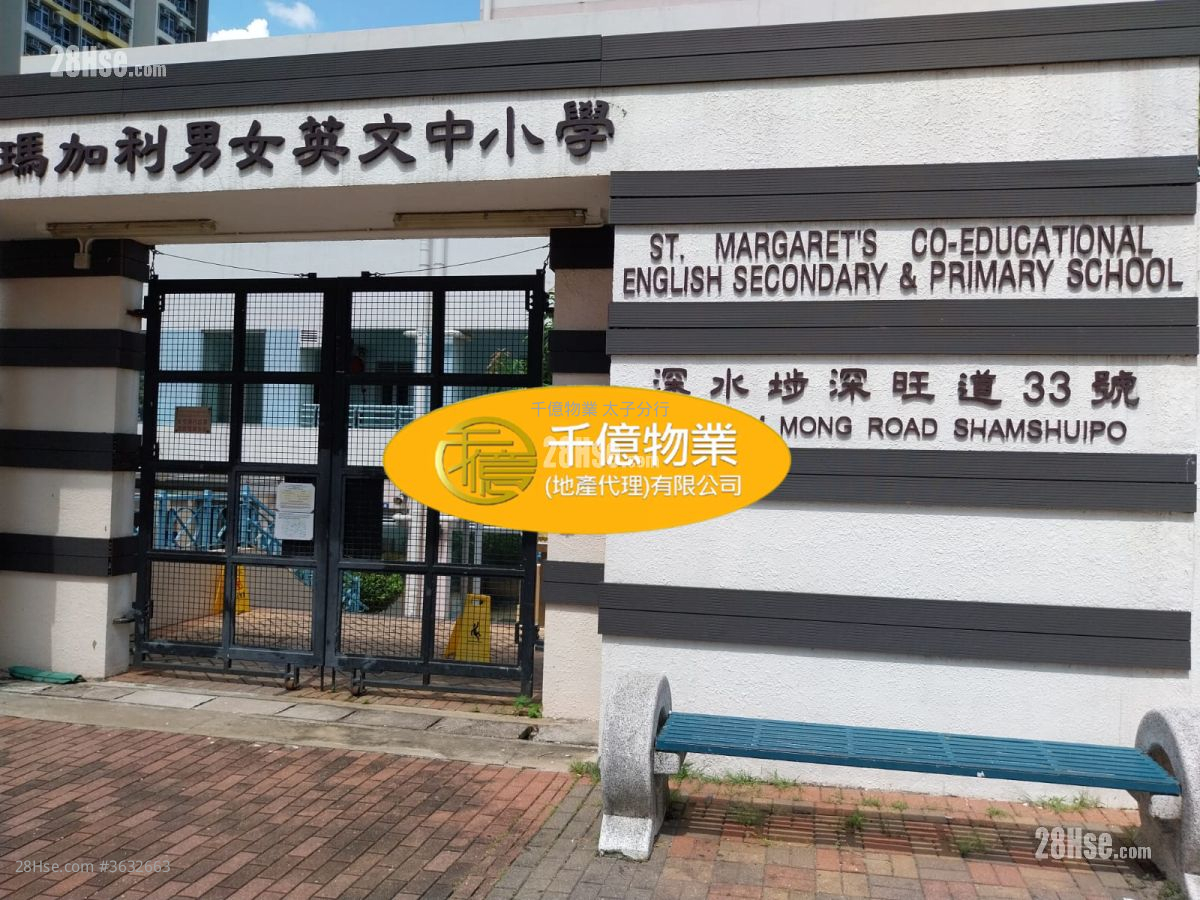 28Hse.com
瑪加利男女英文中小學
ST. MARGARET'S CO-EDUCATIONAL
ENGLISH SECONDARY & PRIMARY SCHOOL
深水埗深旺道33號
MONG ROAD SHAMSHUIPO
千億物業 太子分行
千億物業
28Hse.com
(地產代理)有限公司
28Hse.com
28Hse.com #3632663